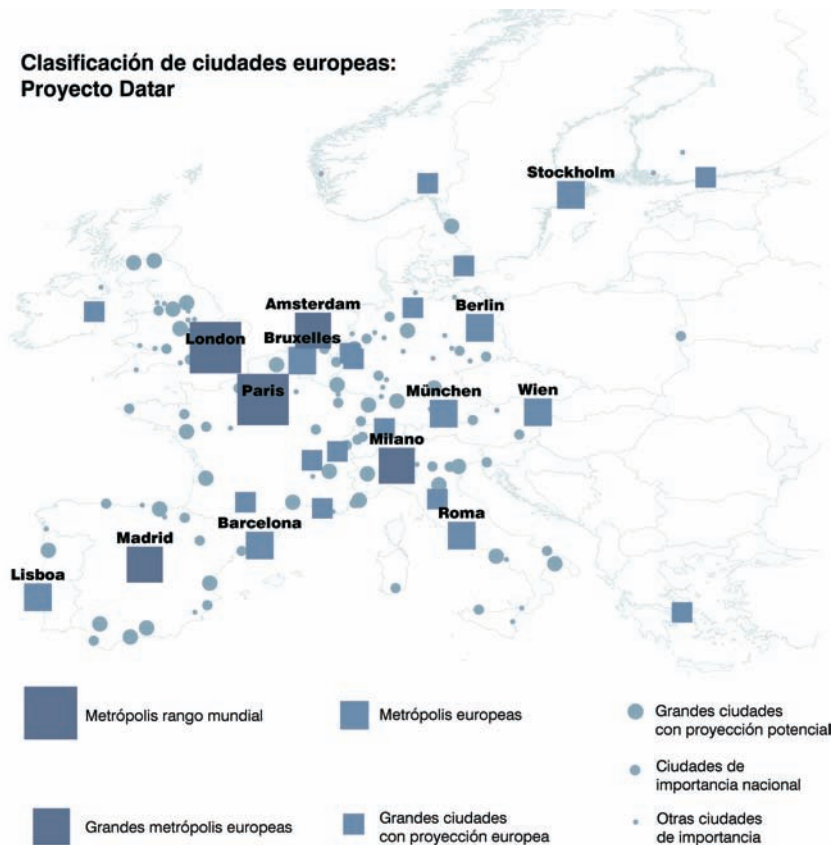 Clasificación de ciudades europeas:
Proyecto Datar
Stockholm
Amsterdam
Berlin
Bruxelles
London
Paris
München
Wien
Milano
Roma
Barcelona
Madrid
Lisboa
Metrópolis rango mundial
Metrópolis europeas
Grandes ciudades
con proyección potencial
Ciudades de
importancia nacional
Grandes metrópolis europeas
Grandes ciudades
con proyección europea
Otras ciudades
de importancia